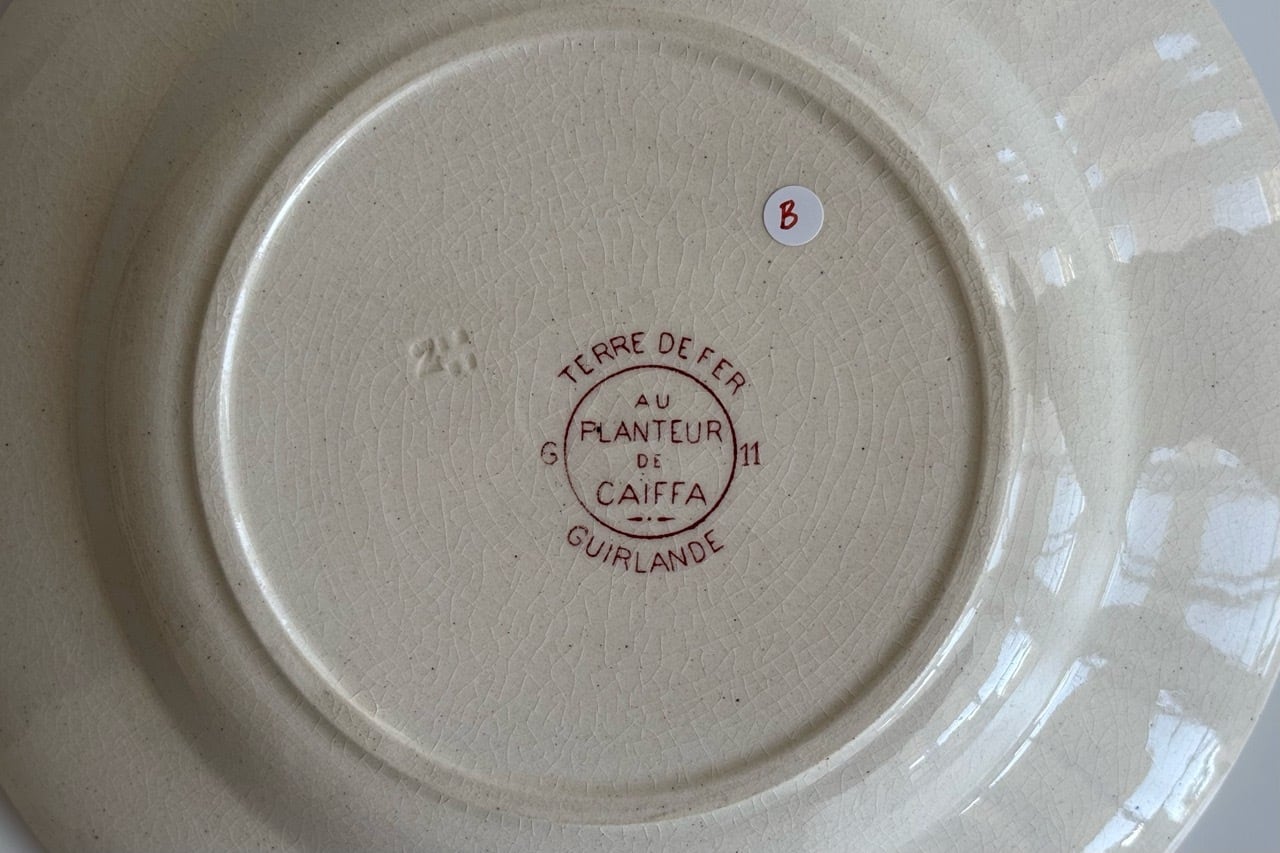 B
TERRE DE FER
AU
PLANTEUR
G DE 11
CAIFFA
GUIRLANDE